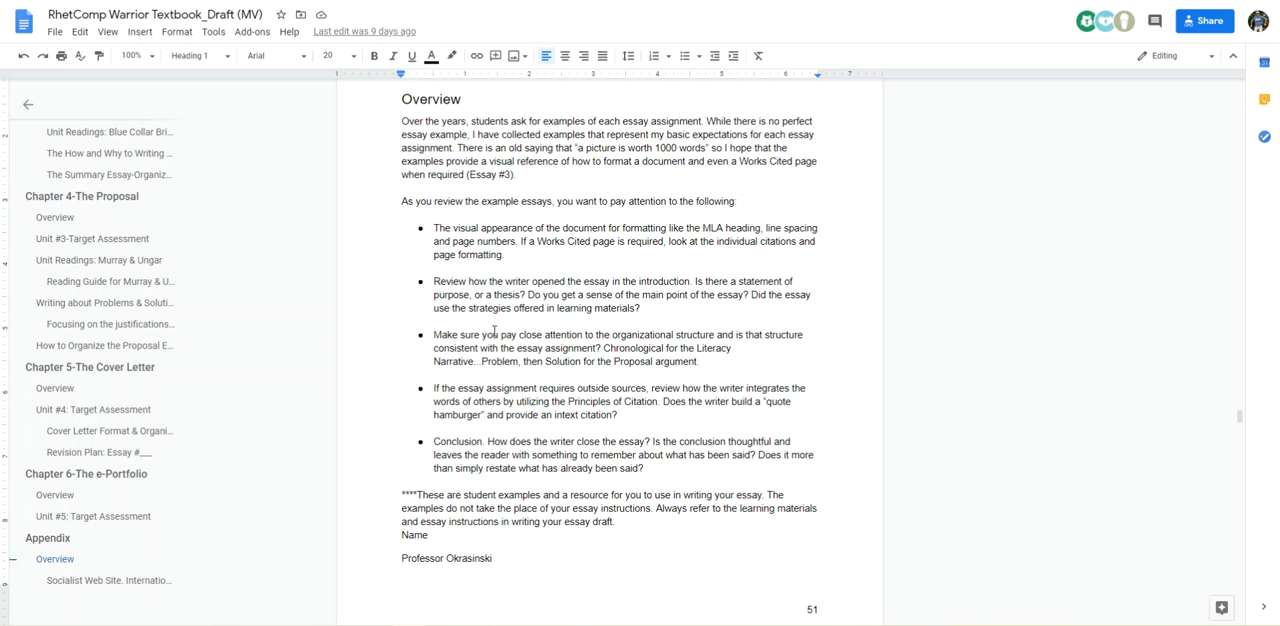 RhetComp Warrior Textbook_Draft (MV)
File Edit View Insert Format Tools Add-ons Help Last edit was 9 days ago
Share
100% Heading 1 Arial 20 B I U A Editing
1 1 2 3 4 5 6 7
Unit Readings: Blue Collar Bri...
The How and Why to Writing ...
The Summary Essay-Organiz...
Chapter 4-The Proposal
Overview
Unit #3-Target Assessment
Unit Readings: Murray & Ungar
Reading Guide for Murray & U...
Writing about Problems & Soluti...
Focusing on the justifications...
How to Organize the Proposal E...
Chapter 5-The Cover Letter
Overview
Unit #4: Target Assessment
Cover Letter Format & Organi...
Revision Plan: Essay #___
Chapter 6-The e-Portfolio
Overview
Unit #5: Target Assessment
Appendix
Overview
Socialist Web Site. Internatio...
Overview
Over the years, students ask for examples of each essay assignment. While there is no perfect
essay example, I have collected examples that represent my basic expectations for each essay
assignment. There is an old saying that “a picture is worth 1000 words” so I hope that the
examples provide a visual reference of how to format a document and even a Works Cited page
when required (Essay #3).
As you review the example essays, you want to pay attention to the following:
● The visual appearance of the document for formatting like the MLA heading, line spacing
and page numbers. If a Works Cited page is required, look at the individual citations and
page formatting.
● Review how the writer opened the essay in the introduction. Is there a statement of
purpose, or a thesis? Do you get a sense of the main point of the essay? Did the essay
use the strategies offered in learning materials?
● Make sure you pay close attention to the organizational structure and is that structure
consistent with the essay assignment? Chronological for the Literacy
Narrative...Problem, then Solution for the Proposal argument.
● If the essay assignment requires outside sources, review how the writer integrates the
words of others by utilizing the Principles of Citation. Does the writer build a “quote
hamburger” and provide an intext citation?
● Conclusion. How does the writer close the essay? Is the conclusion thoughtful and
leaves the reader with something to remember about what has been said? Does it more
than simply restate what has already been said?
****These are student examples and a resource for you to use in writing your essay. The
examples do not take the place of your essay instructions. Always refer to the learning materials
and essay instructions in writing your essay draft.
Name
Professor Okrasinski
51